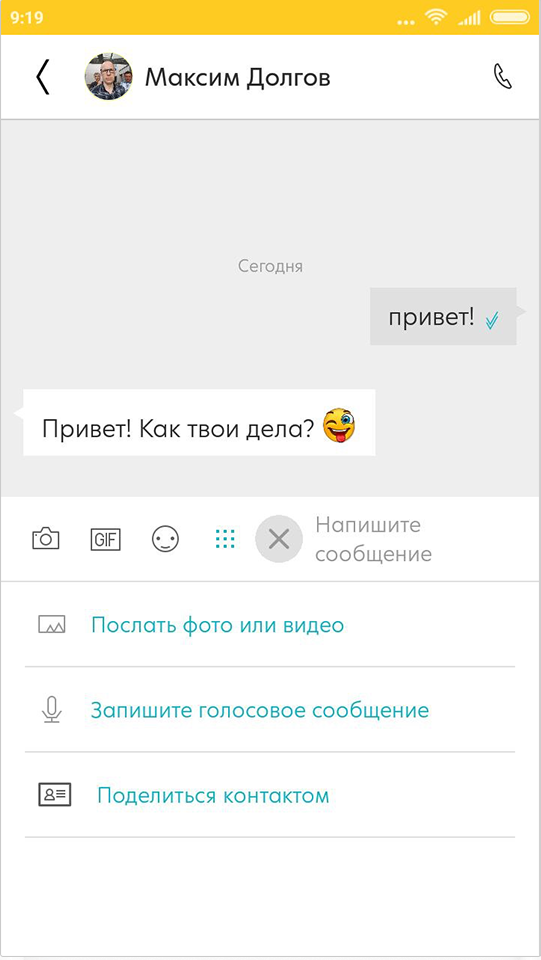 9:19
Максим Долгов
Сегодня
привет!
Привет! Как твои дела?
GIF
Напишите
сообщение
Послать фото или видео
Запишите голосовое сообщение
Поделиться контактом